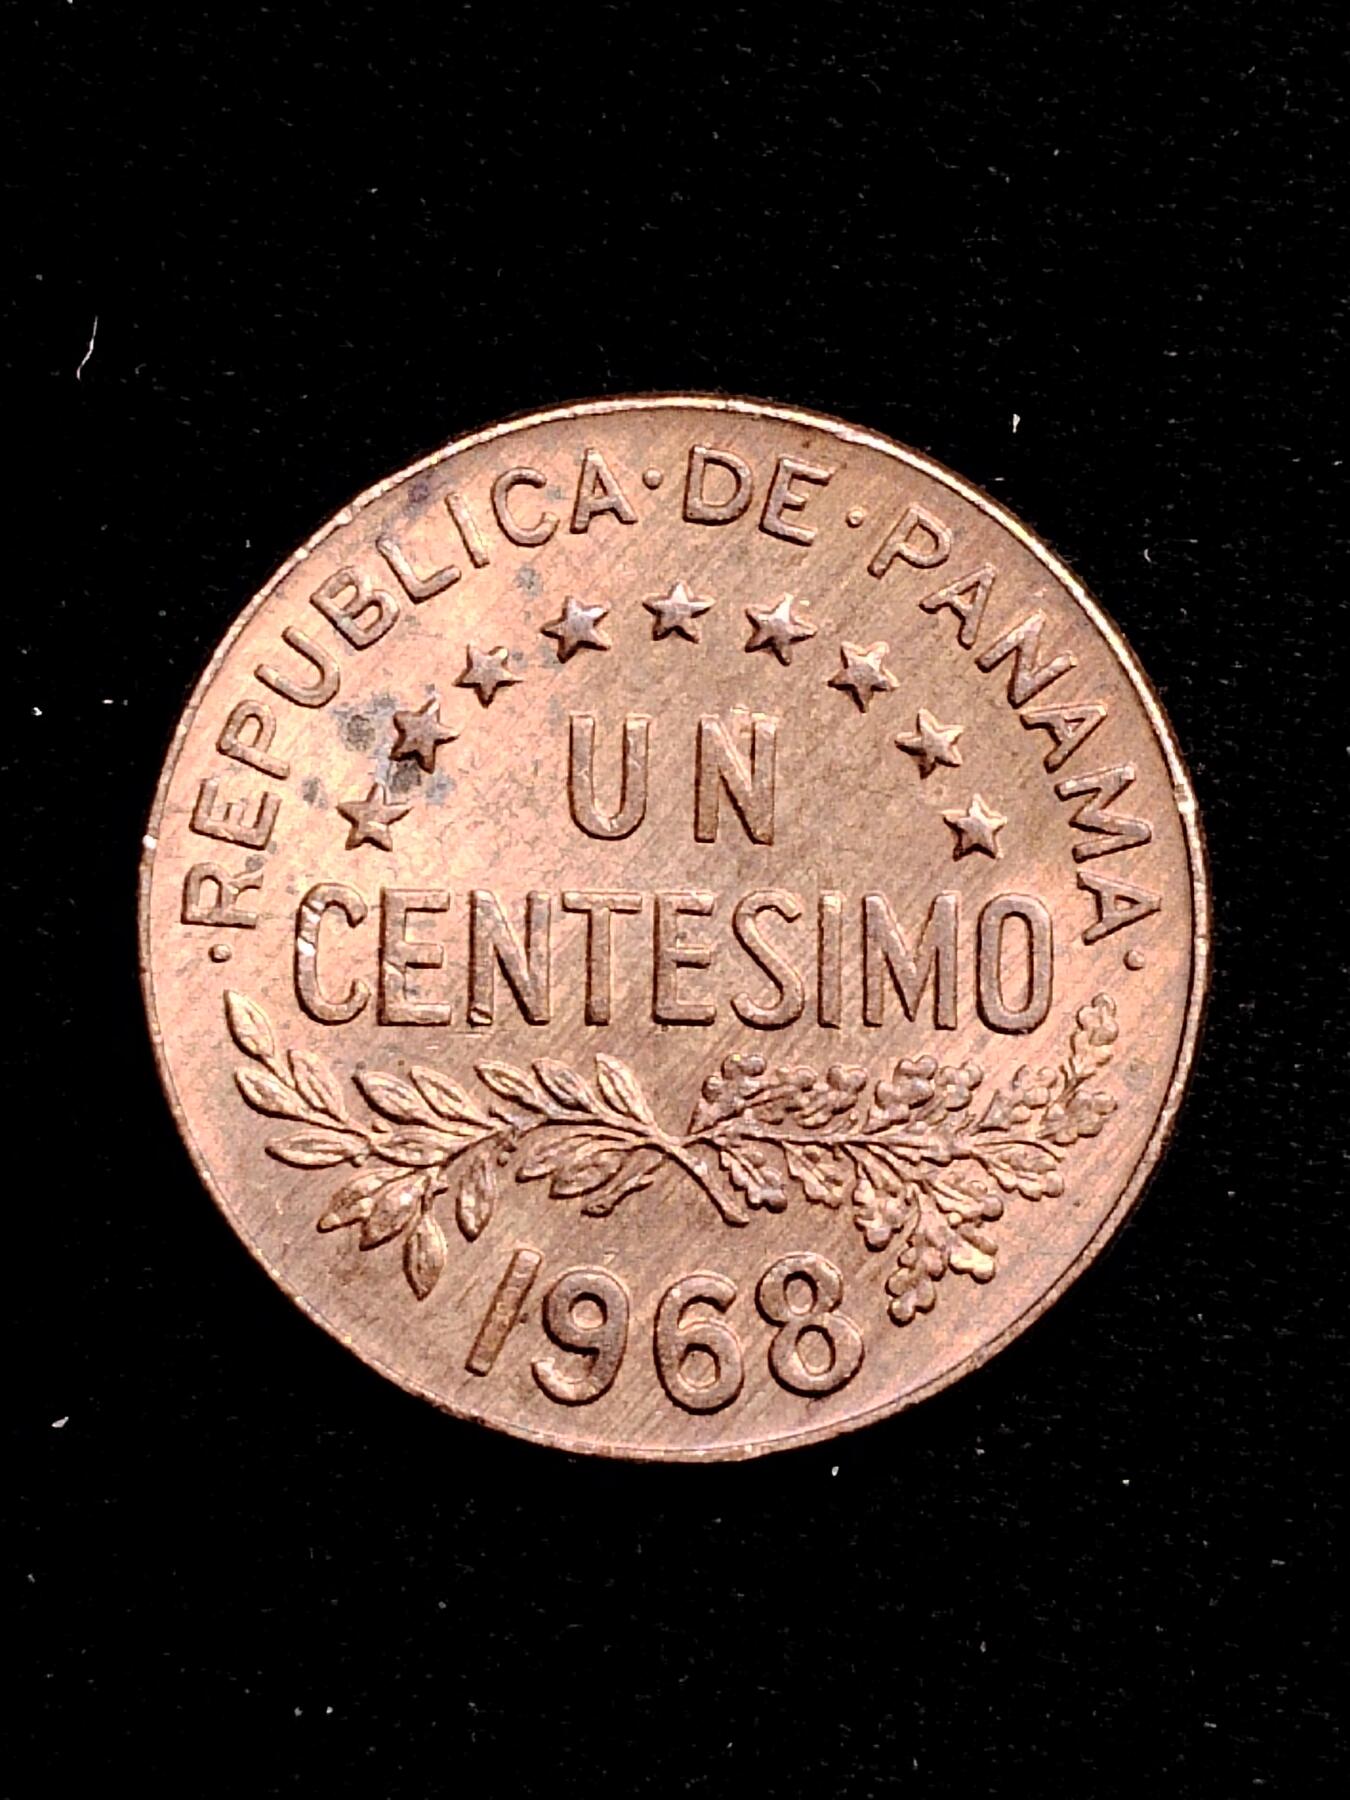 ·REPUBLICA·DE·PANAMA·
UN
CENTESIMO
1968